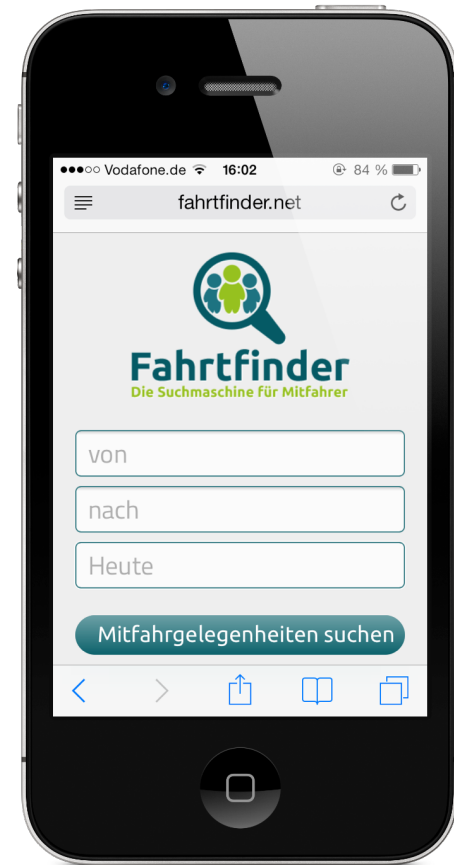 Vodafone.de 16:02 84 %
fahrtfinder.net
Fahrtfinder
Die Suchmaschine für Mitfahrer
von
nach
Heute
Mitfahrgelegenheiten suchen